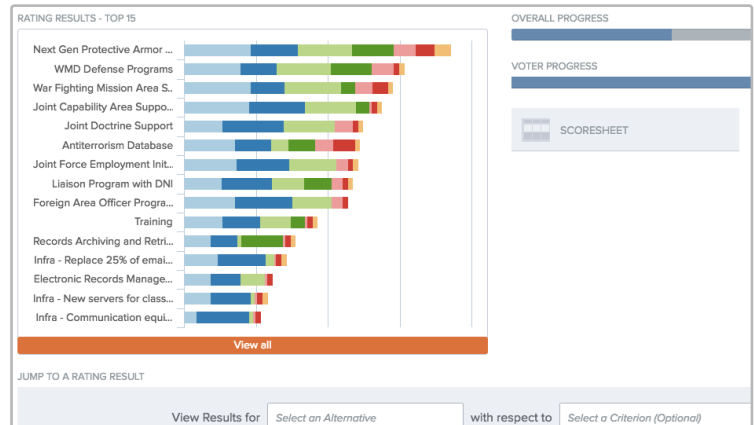 RATING RESULTS - TOP 15
Next Gen Protective Armor ...
WMD Defense Programs
War Fighting Mission Area S..
Joint Capability Area Suppo...
Joint Doctrine Support
Antiterrorism Database
Joint Force Employment Init...
Liaison Program with DNI
Foreign Area Officer Progra...
Training
Records Archiving and Retri...
Infra - Replace 25% of emai...
Electronic Records Manage...
Infra - New servers for class...
Infra - Communication equi...
View all
OVERALL PROGRESS
VOTER PROGRESS
SCORESHEET
JUMP TO A RATING RESULT
View Results for Select an Alternative with respect to Select a Criterion (Optional)